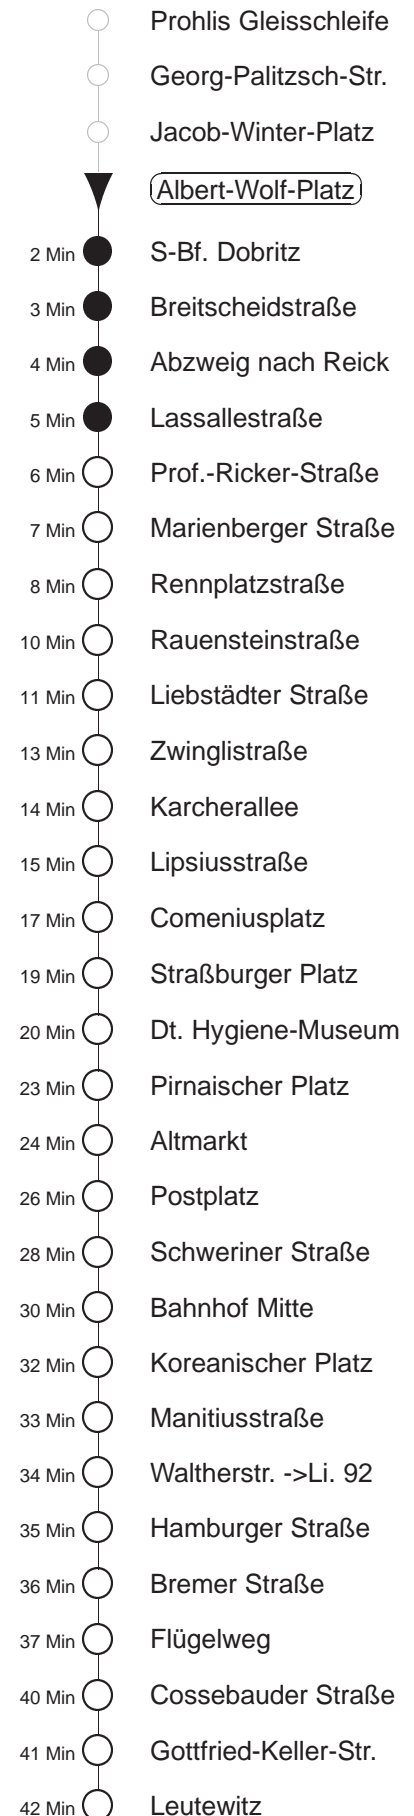 Prohlis Gleisschleife
Georg-Palitzsch-Str.
Jacob-Winter-Platz
Albert-Wolf-Platz
2 Min S-Bf. Dobritz
3 Min Breitscheidstraße
4 Min Abzweig nach Reick
5 Min Lassallestraße
6 Min Prof.-Ricker-Straße
7 Min Marienberger Straße
8 Min Rennplatzstraße
10 Min Rauensteinstraße
11 Min Liebstädter Straße
13 Min Zwinglistraße
14 Min Karcherallee
15 Min Lipsiusstraße
17 Min Comeniusplatz
19 Min Straßburger Platz
20 Min Dt. Hygiene-Museum
23 Min Pirnaischer Platz
24 Min Altmarkt
26 Min Postplatz
28 Min Schweriner Straße
30 Min Bahnhof Mitte
32 Min Koreanischer Platz
33 Min Manitiusstraße
34 Min Waltherstr. ->Li. 92
35 Min Hamburger Straße
36 Min Bremer Straße
37 Min Flügelweg
40 Min Cossebauder Straße
41 Min Gottfried-Keller-Str.
42 Min Leutewitz